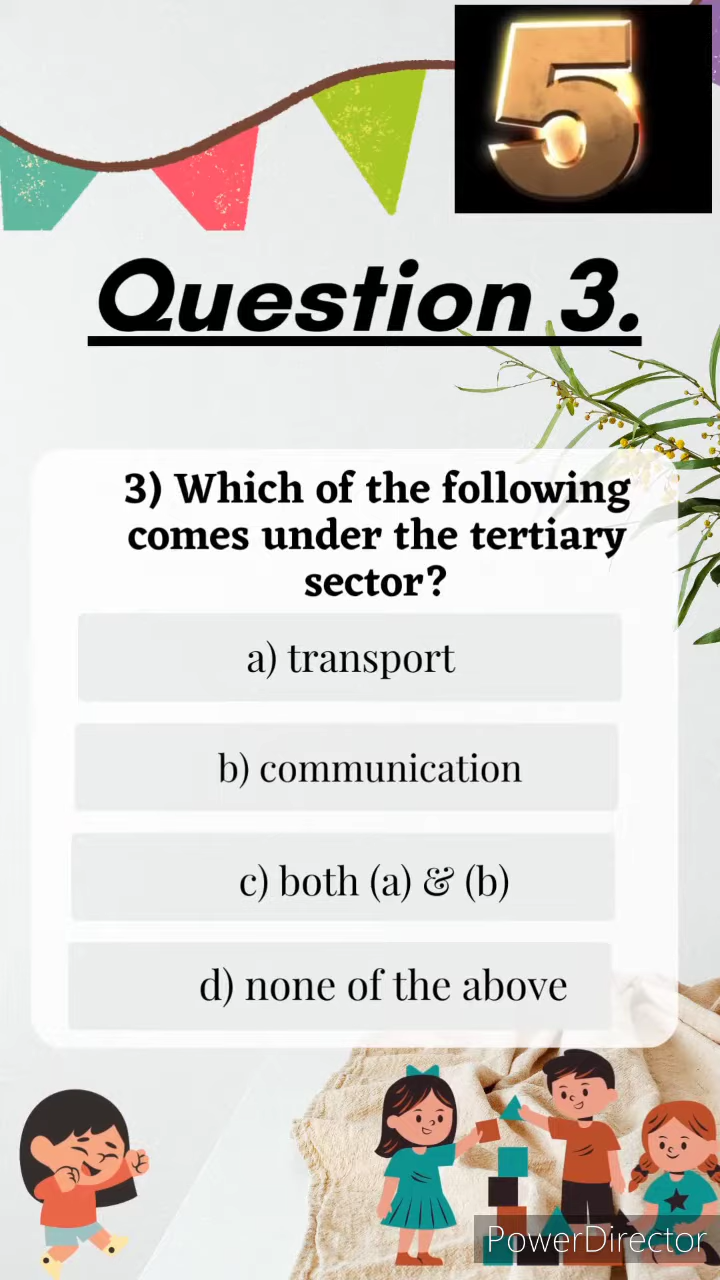 5
Question 3.
3) Which of the following
comes under the tertiary
sector?
a) transport
b) communication
c) both (a) & (b)
d) none of the above
PowerDirector